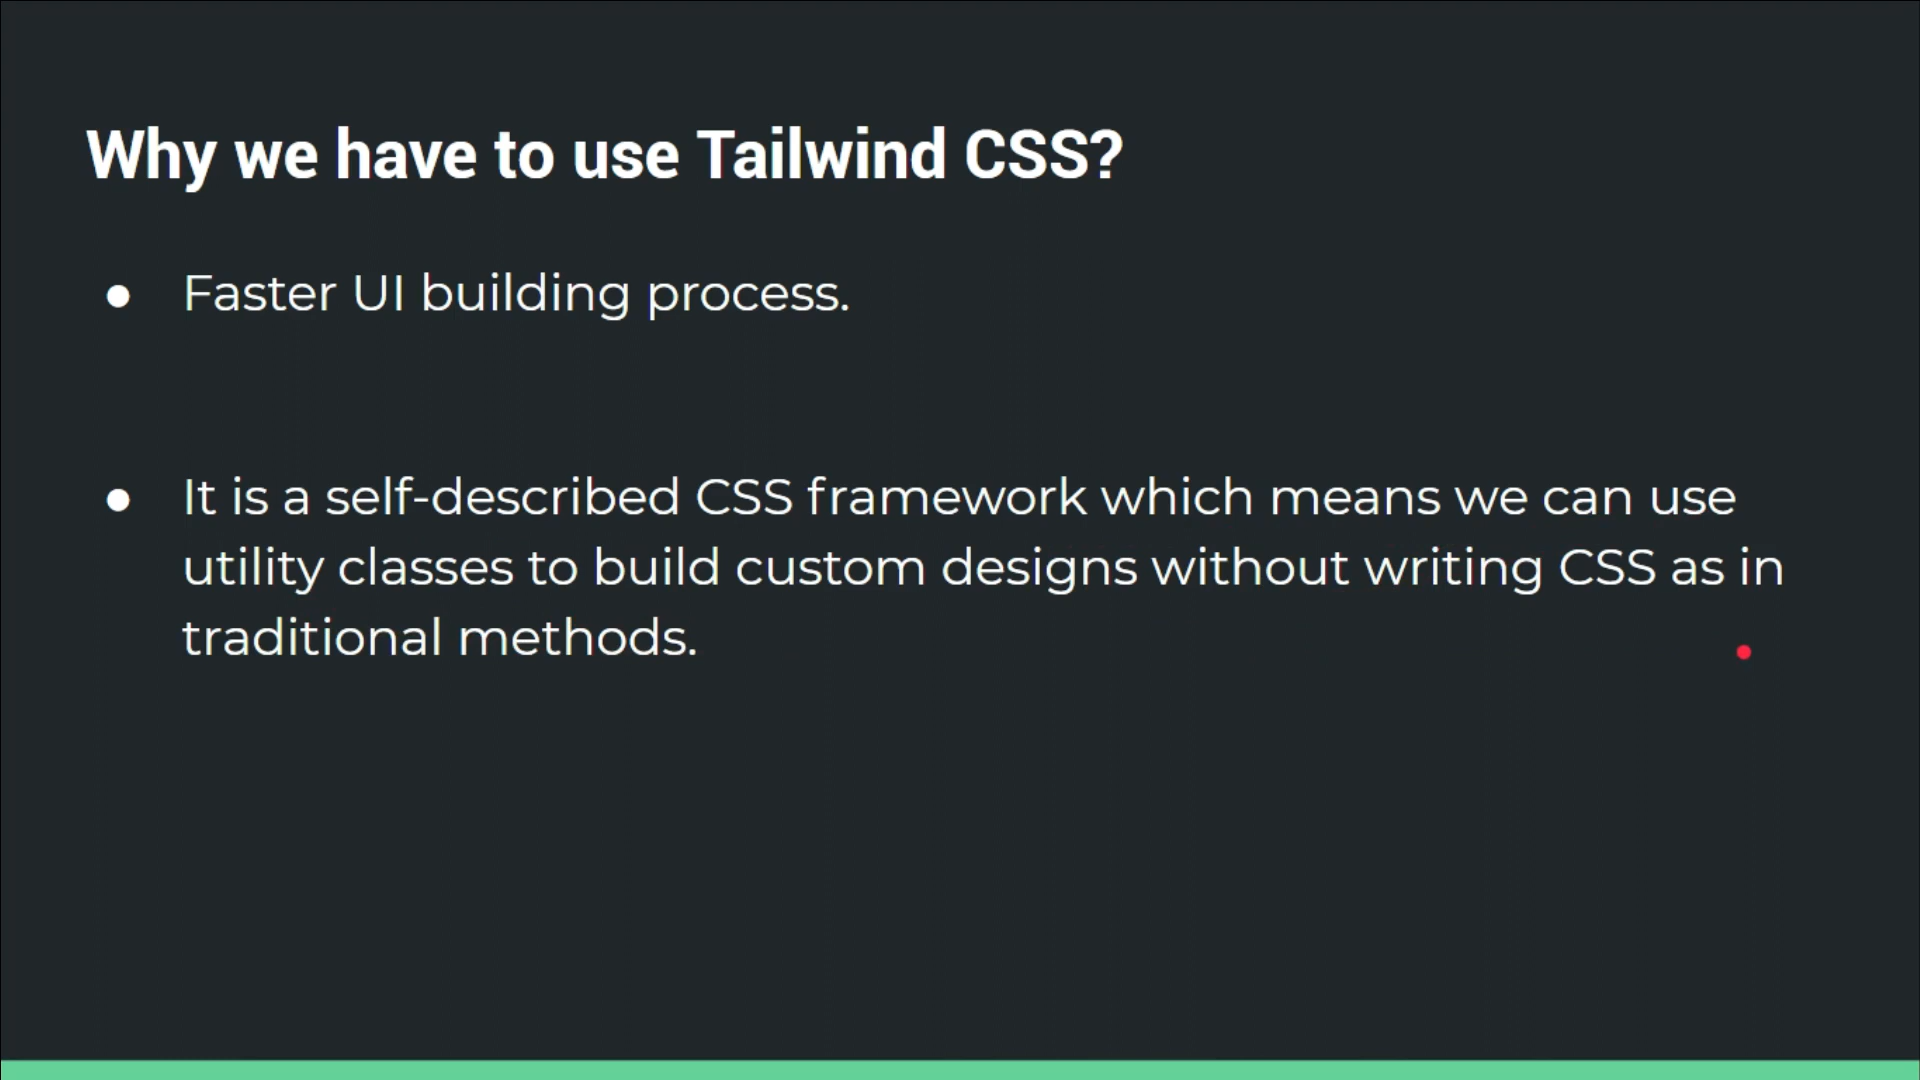 Why we have to use Tailwind CSS?
● Faster UI building process.
● It is a self-described CSS framework which means we can use
utility classes to build custom designs without writing CSS as in
traditional methods.